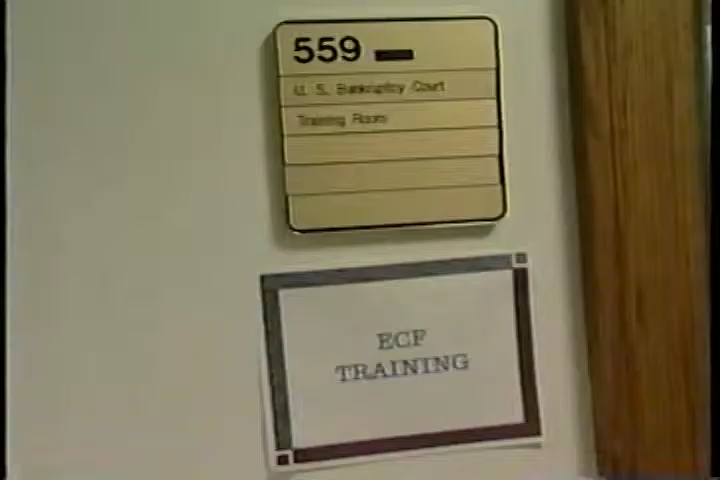 559
U. S. Bankruptcy Court
Training Room
ECF
TRAINING